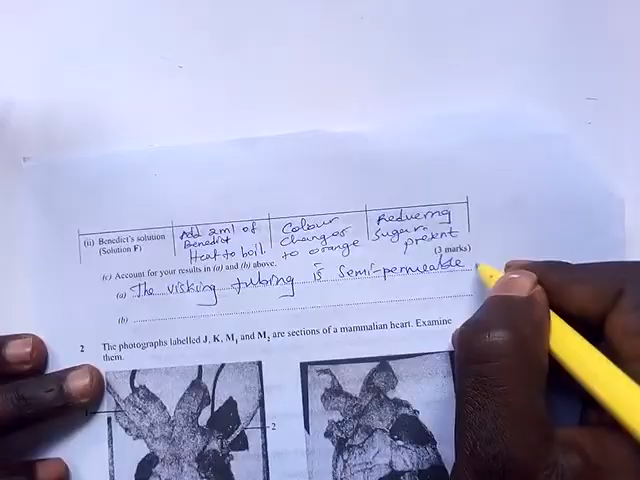 (ii) Benedict's solution (Solution F)
Add 2ml of Benedict Heat to boil.
Colour Changes to orange
Reducing Sugar present
(3 marks)
(c) Account for your results in (a) and (b) above.
(a) The visking tubing is Semi-permeable
(b)
2 The photographs labelled J, K, M1 and M2 are sections of a mammalian heart. Examine
them.
2